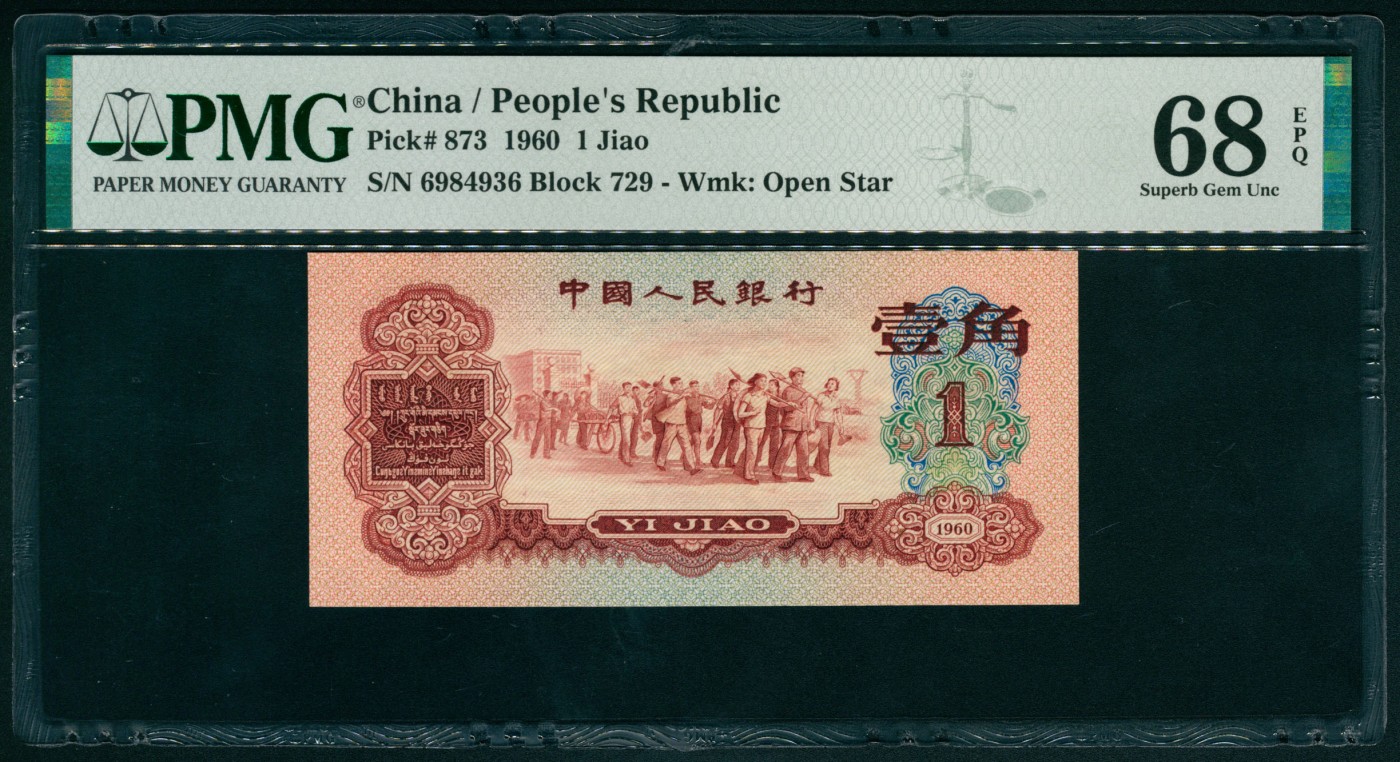 PMG®
PAPER MONEY GUARANTY
China / People's Republic
Pick# 873 1960 1 Jiao
S/N 6984936 Block 729 - Wmk: Open Star
68
EPQ
Superb Gem Unc
中國人民銀行
壹角
1
YI JIAO
1960